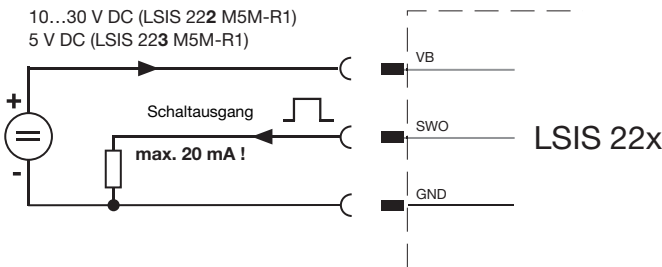 10…30 V DC (LSIS 222 M5M-R1)
5 V DC (LSIS 223 M5M-R1)
VB
+
Schaltausgang
SWO
LSIS 22x
max. 20 mA !
-
GND